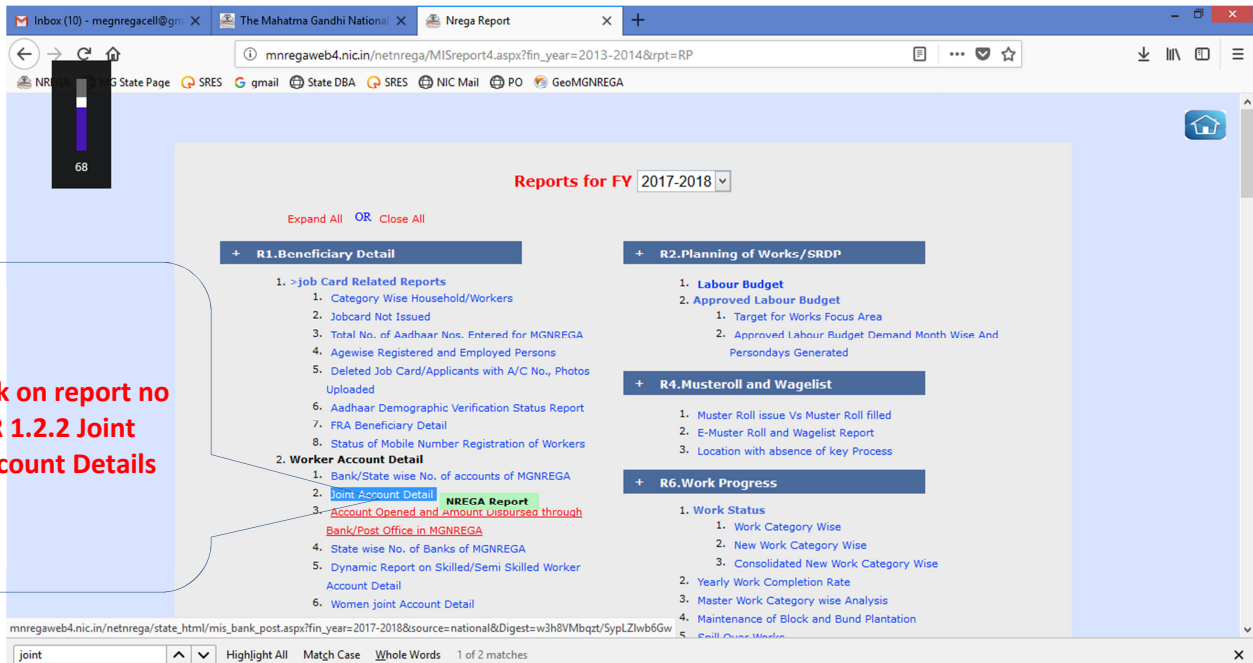 Inbox (10) - megnregacell@gm
The Mahatma Gandhi National
Nrega Report
mnregaweb4.nic.in/netnrega/MISreport4.aspx?fin_year=2013-2014&rpt=RP
MG State Page
SRES
gmail
State DBA
SRES
NIC Mail
PO
GeoMGNREGA
68
Reports for FY 2017-2018
Expand All OR Close All
+ R1.Beneficiary Detail
1. >job Card Related Reports
1. Category Wise Household/Workers
2. Jobcard Not Issued
3. Total No. of Aadhaar Nos. Entered for MGNREGA
4. Agewise Registered and Employed Persons
5. Deleted Job Card/Applicants with A/C No., Photos
Uploaded
6. Aadhaar Demographic Verification Status Report
7. FRA Beneficiary Detail
8. Status of Mobile Number Registration of Workers
2. Worker Account Detail
1. Bank/State wise No. of accounts of MGNREGA
2. Joint Account Detail
NREGA Report
3. Account Opened and Amount Disbursed through
Bank/Post Office in MGNREGA
4. State wise No. of Banks of MGNREGA
5. Dynamic Report on Skilled/Semi Skilled Worker
Account Detail
6. Women joint Account Detail
+ R2.Planning of Works/SRDP
1. Labour Budget
2. Approved Labour Budget
1. Target for Works Focus Area
2. Approved Labour Budget Demand Month Wise And
Persondays Generated
+ R4.Musteroll and Wagelist
1. Muster Roll issue Vs Muster Roll filled
2. E-Muster Roll and Wagelist Report
3. Location with absence of key Process
+ R6.Work Progress
1. Work Status
1. Work Category Wise
2. New Work Category Wise
3. Consolidated New Work Category Wise
2. Yearly Work Completion Rate
3. Master Work Category wise Analysis
4. Maintenance of Block and Bund Plantation
5. Spill Over Works
k on report no
R 1.2.2 Joint
count Details
mnregaweb4.nic.in/netnrega/state_html/mis_bank_post.aspx?fin_year=2017-2018&source=national&Digest=w3h8VMbqzt/SypLZIwb6Gw
joint
Highlight All
Match Case
Whole Words
1 of 2 matches